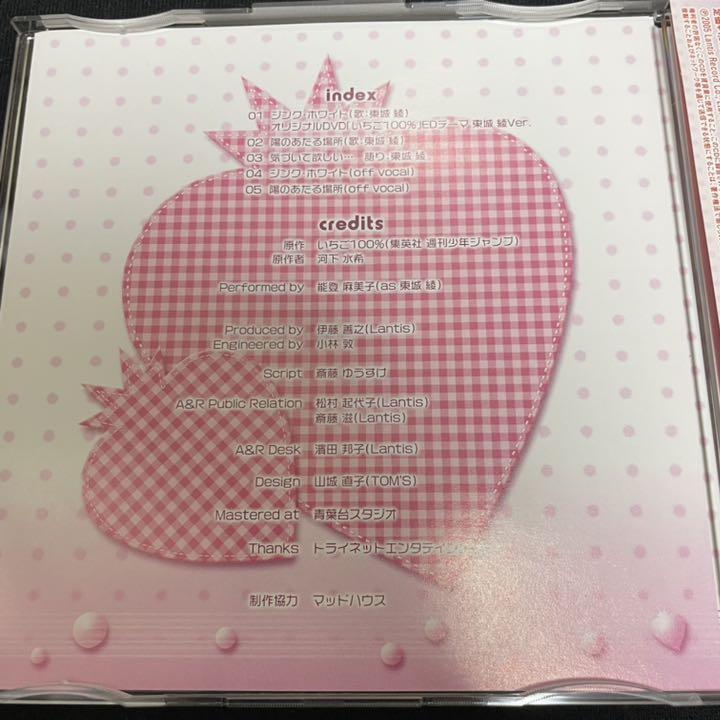 index
01 ジンク・ホワイト(歌:東城 綾)
オリジナルDVD「いちご100%」EDテーマ 東城 綾Ver.
02 陽のあたる場所(歌:東城 綾)
03 気づいて欲しい… 語り:東城 綾
04 ジンク・ホワイト(off vocal)
05 陽のあたる場所(off vocal)
credits
原作 いちご100%(集英社 週刊少年ジャンプ)
原作者 河下 水希
Performed by 能登 麻美子(as 東城 綾)
Produced by 伊藤 善之(Lantis)
Engineered by 小林 敦
Script 斎藤 ゆうすけ
A&R Public Relation 松村 起代子(Lantis)
斎藤 滋(Lantis)
A&R Desk 濱田 邦子(Lantis)
Design 山城 直子(TOM'S)
Mastered at 青葉台スタジオ
Thanks トライネットエンタテイン
制作協力 マッドハウス
℗2005 Lantis Record Co.